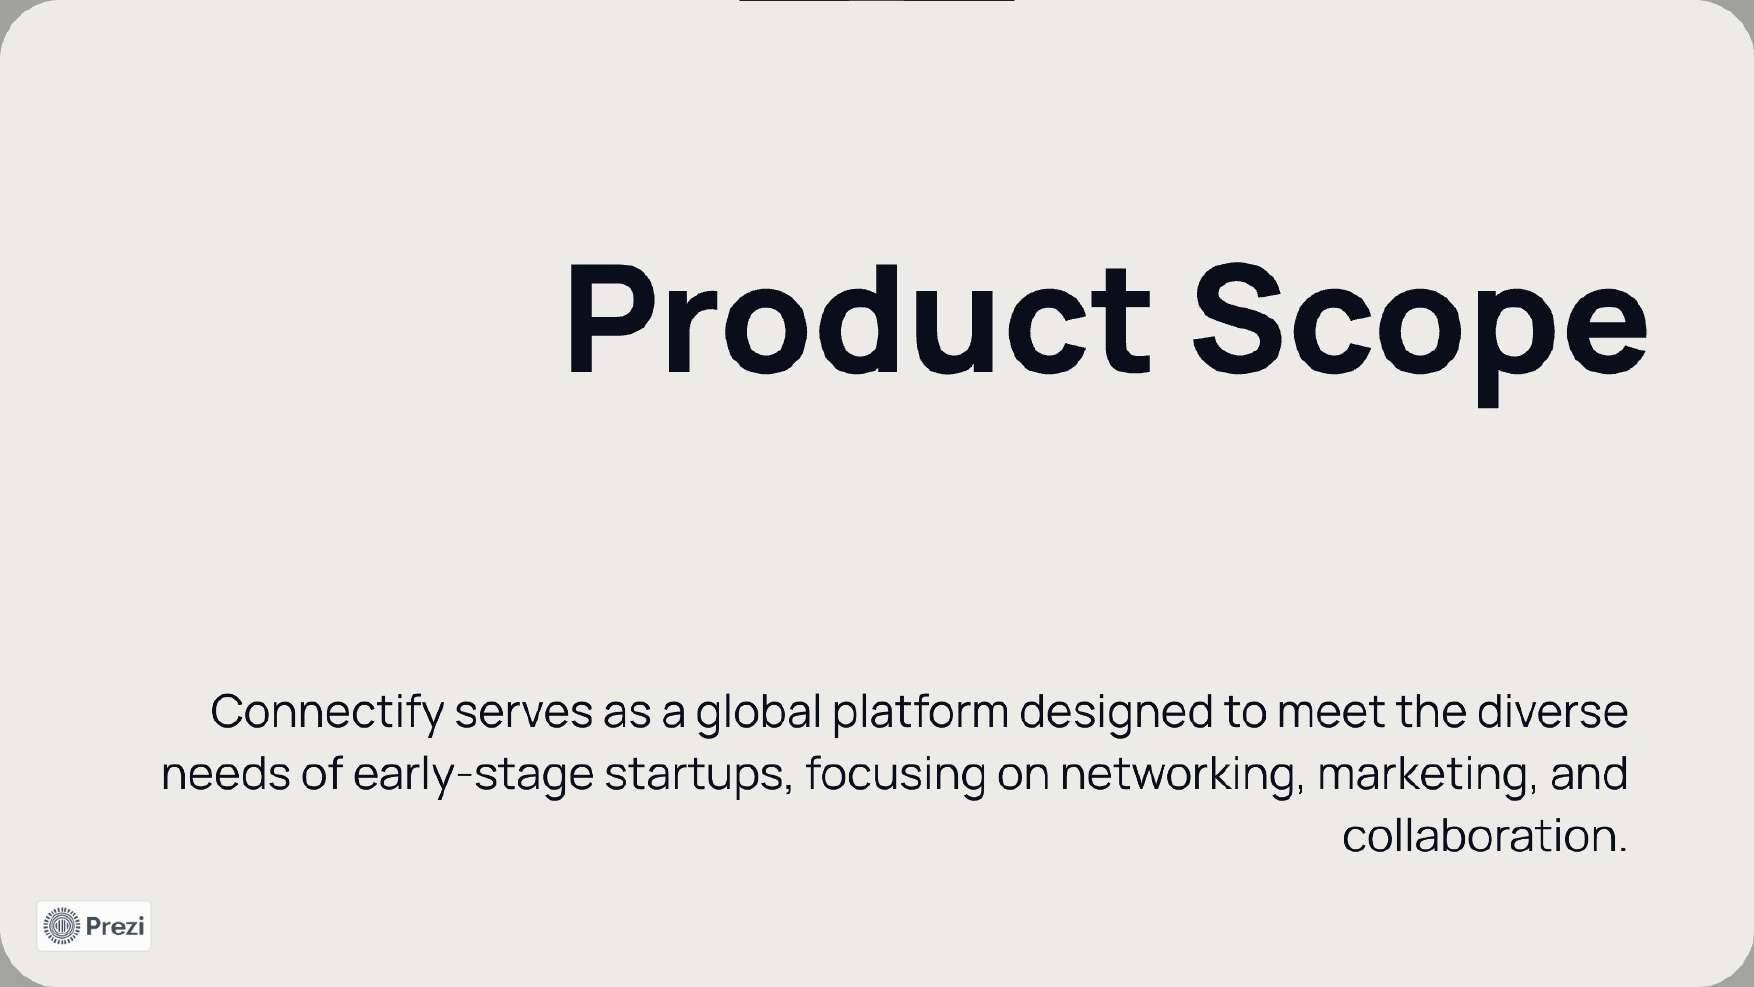 Product Scope
Connectify serves as a global platform designed to meet the diverse
needs of early-stage startups, focusing on networking, marketing, and
collaboration.
Prezi